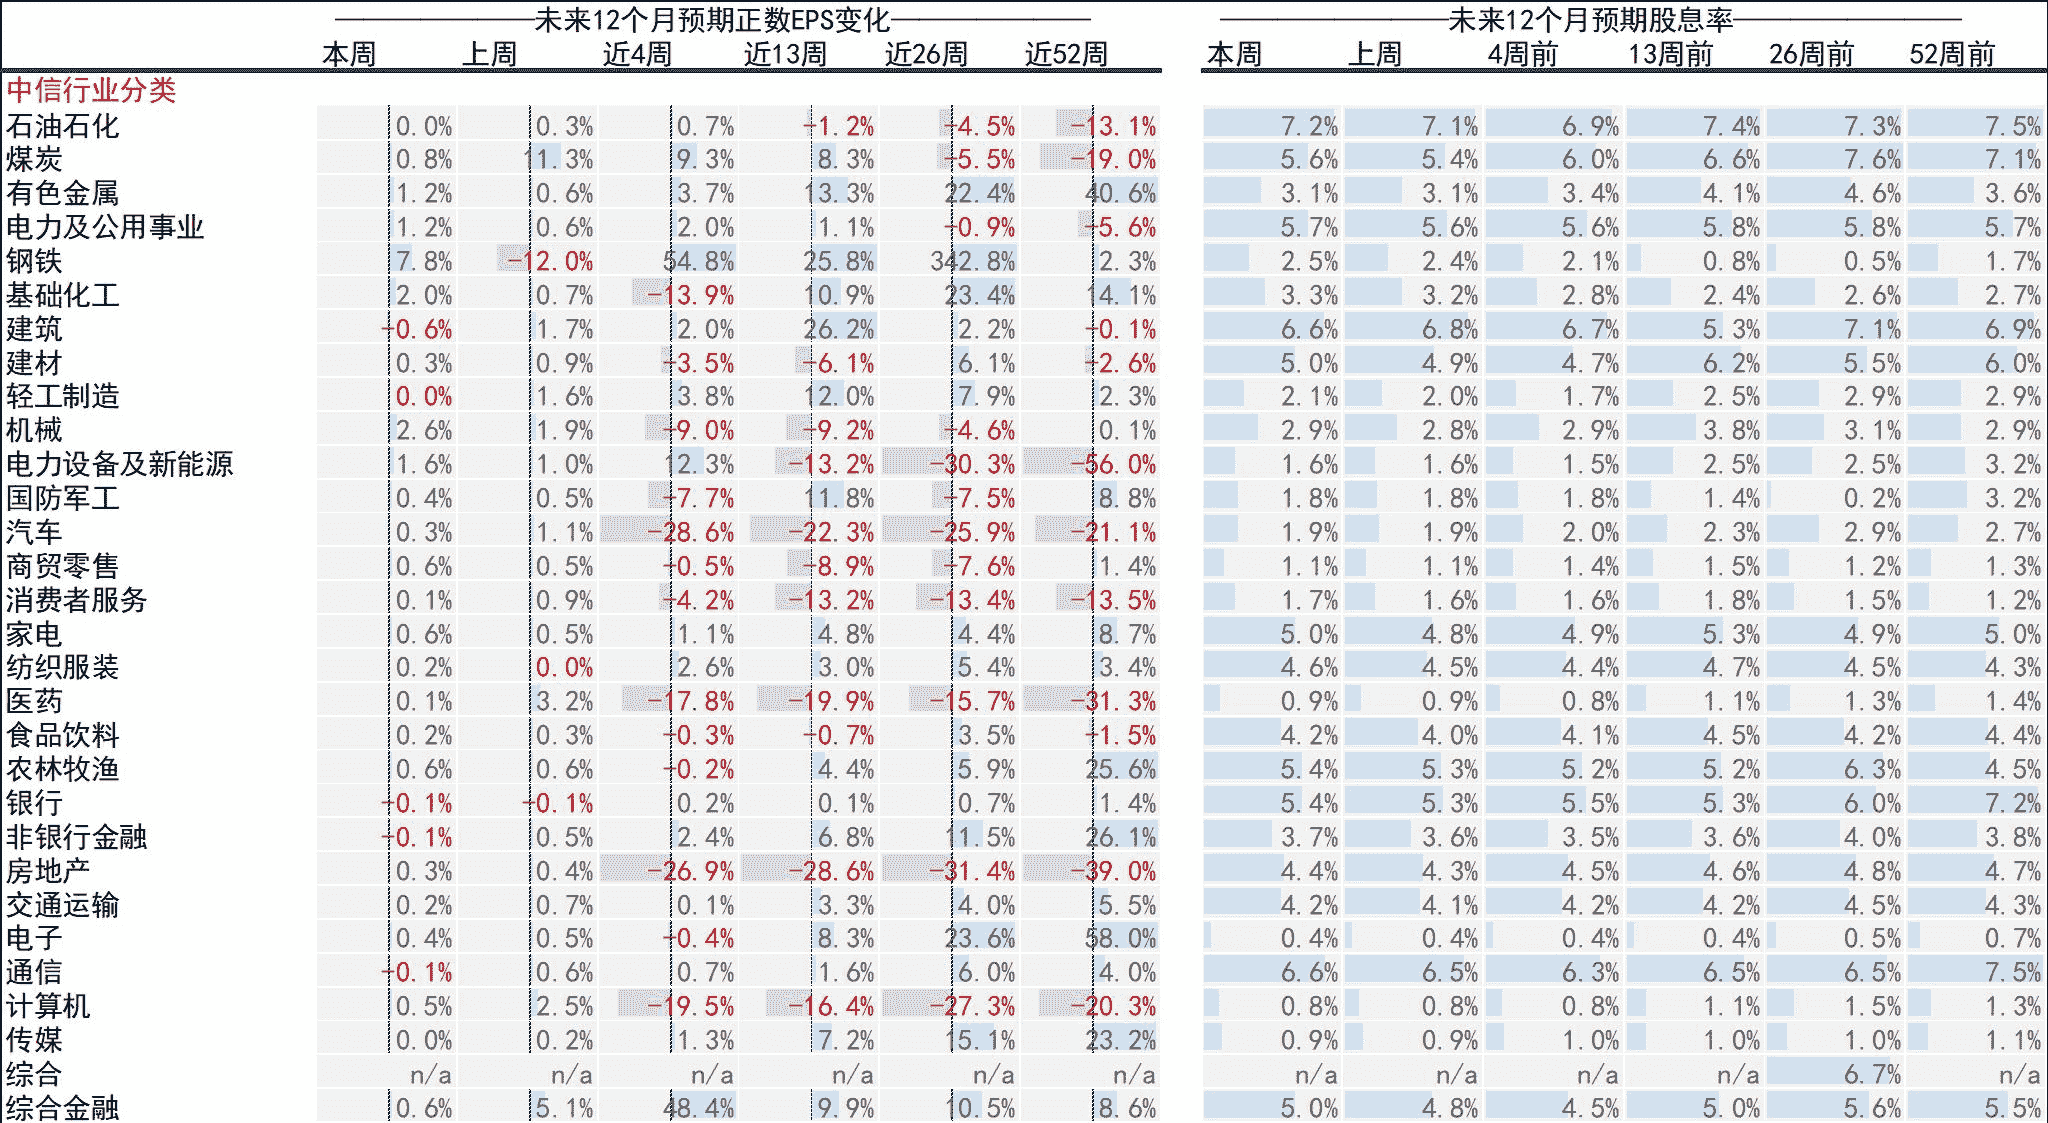 未来12个月预期正数EPS变化 未来12个月预期股息率
本周 上周 近4周 近13周 近26周 近52周 本周 上周 4周前 13周前 26周前 52周前
中信行业分类
石油石化 0.0% 0.3% 0.7% -1.2% -4.5% -13.1% 7.2% 7.1% 6.9% 7.4% 7.3% 7.5%
煤炭 0.8% 11.3% 9.3% 8.3% -5.5% -19.0% 5.6% 5.4% 6.0% 6.6% 7.6% 7.1%
有色金属 1.2% 0.6% 3.7% 13.3% 22.4% 40.6% 3.1% 3.1% 3.4% 4.1% 4.6% 3.6%
电力及公用事业 1.2% 0.6% 2.0% 1.1% -0.9% -5.6% 5.7% 5.6% 5.6% 5.8% 5.8% 5.7%
钢铁 7.8% -12.0% 54.8% 25.8% 342.8% 2.3% 2.5% 2.4% 2.1% 0.8% 0.5% 1.7%
基础化工 2.0% 0.7% -13.9% 10.9% 23.4% 14.1% 3.3% 3.2% 2.8% 2.4% 2.6% 2.7%
建筑 -0.6% 1.7% 2.0% 26.2% 2.2% -0.1% 6.6% 6.8% 6.7% 5.3% 7.1% 6.9%
建材 0.3% 0.9% -3.5% -6.1% 6.1% -2.6% 5.0% 4.9% 4.7% 6.2% 5.5% 6.0%
轻工制造 0.0% 1.6% 3.8% 12.0% 7.9% 2.3% 2.1% 2.0% 1.7% 2.5% 2.9% 2.9%
机械 2.6% 1.9% -9.0% -9.2% -4.6% 0.1% 2.9% 2.8% 2.9% 3.8% 3.1% 2.9%
电力设备及新能源 1.6% 1.0% 12.3% -13.2% -30.3% -56.0% 1.6% 1.6% 1.5% 2.5% 2.5% 3.2%
国防军工 0.4% 0.5% -7.7% 11.8% -7.5% 8.8% 1.8% 1.8% 1.8% 1.4% 0.2% 3.2%
汽车 0.3% 1.1% -28.6% -22.3% -25.9% -21.1% 1.9% 1.9% 2.0% 2.3% 2.9% 2.7%
商贸零售 0.6% 0.5% -0.5% -8.9% -7.6% 1.4% 1.1% 1.1% 1.4% 1.5% 1.2% 1.3%
消费者服务 0.1% 0.9% -4.2% -13.2% -13.4% -13.5% 1.7% 1.6% 1.6% 1.8% 1.5% 1.2%
家电 0.6% 0.5% 1.1% 4.8% 4.4% 8.7% 5.0% 4.8% 4.9% 5.3% 4.9% 5.0%
纺织服装 0.2% 0.0% 2.6% 3.0% 5.4% 3.4% 4.6% 4.5% 4.4% 4.7% 4.5% 4.3%
医药 0.1% 3.2% -17.8% -19.9% -15.7% -31.3% 0.9% 0.9% 0.8% 1.1% 1.3% 1.4%
食品饮料 0.2% 0.3% -0.3% -0.7% 3.5% -1.5% 4.2% 4.0% 4.1% 4.5% 4.2% 4.4%
农林牧渔 0.6% 0.6% -0.2% 4.4% 5.9% 25.6% 5.4% 5.3% 5.2% 5.2% 6.3% 4.5%
银行 -0.1% -0.1% 0.2% 0.1% 0.7% 1.4% 5.4% 5.3% 5.5% 5.3% 6.0% 7.2%
非银行金融 -0.1% 0.5% 2.4% 6.8% 11.5% 26.1% 3.7% 3.6% 3.5% 3.6% 4.0% 3.8%
房地产 0.3% 0.4% -26.9% -28.6% -31.4% -39.0% 4.4% 4.3% 4.5% 4.6% 4.8% 4.7%
交通运输 0.2% 0.7% 0.1% 3.3% 4.0% 5.5% 4.2% 4.1% 4.2% 4.2% 4.5% 4.3%
电子 0.4% 0.5% -0.4% 8.3% 23.6% 58.0% 0.4% 0.4% 0.4% 0.4% 0.5% 0.7%
通信 -0.1% 0.6% 0.7% 1.6% 6.0% 4.0% 6.6% 6.5% 6.3% 6.5% 6.5% 7.5%
计算机 0.5% 2.5% -19.5% -16.4% -27.3% -20.3% 0.8% 0.8% 0.8% 1.1% 1.5% 1.3%
传媒 0.0% 0.2% 1.3% 7.2% 15.1% 23.2% 0.9% 0.9% 1.0% 1.0% 1.0% 1.1%
综合 n/a n/a n/a n/a n/a n/a n/a n/a n/a n/a 6.7% n/a
综合金融 0.6% 5.1% 48.4% 9.9% 10.5% 8.6% 5.0% 4.8% 4.5% 5.0% 5.6% 5.5%